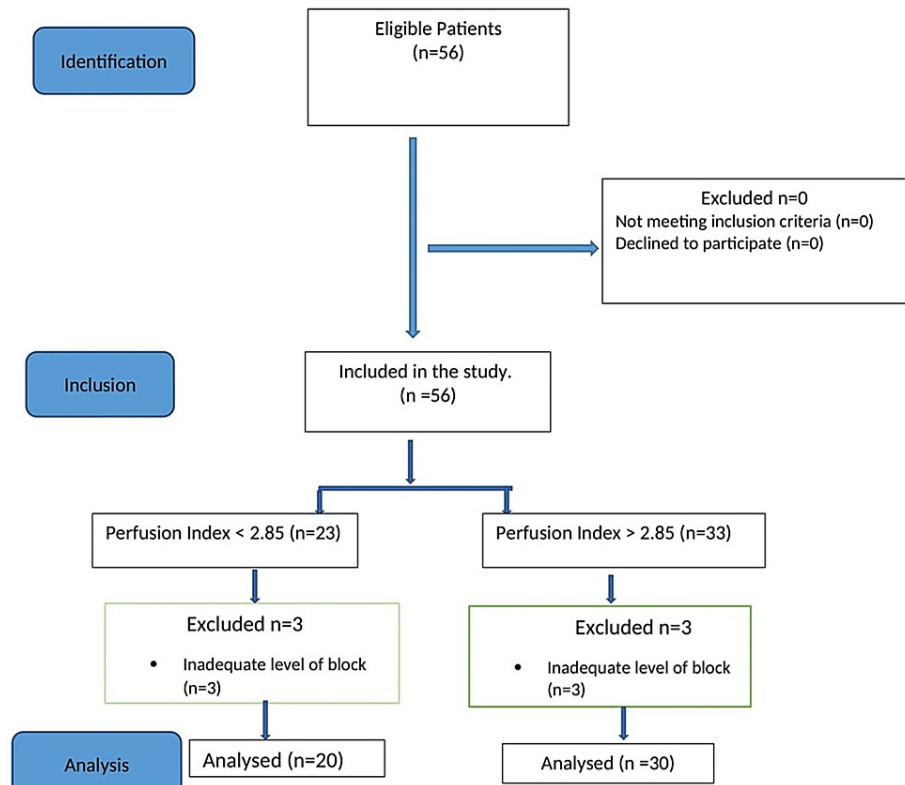 Identification
Eligible Patients
(n=56)
Excluded n=0
Not meeting inclusion criteria (n=0)
Declined to participate (n=0)
Inclusion
Included in the study.
(n =56)
Perfusion Index < 2.85 (n=23)
Perfusion Index > 2.85 (n=33)
Excluded n=3
• Inadequate level of block
(n=3)
Excluded n=3
• Inadequate level of block
(n=3)
Analysis
Analysed (n=20)
Analysed (n =30)